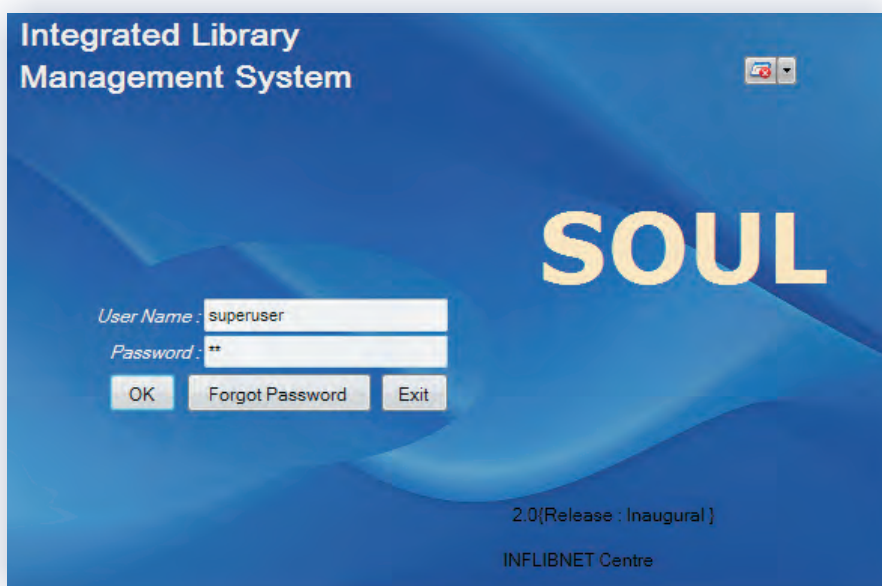 Integrated Library
Management System
SOUL
User Name : superuser
Password : **
OK Forgot Password Exit
2.0{Release : Inaugural }
INFLIBNET Centre